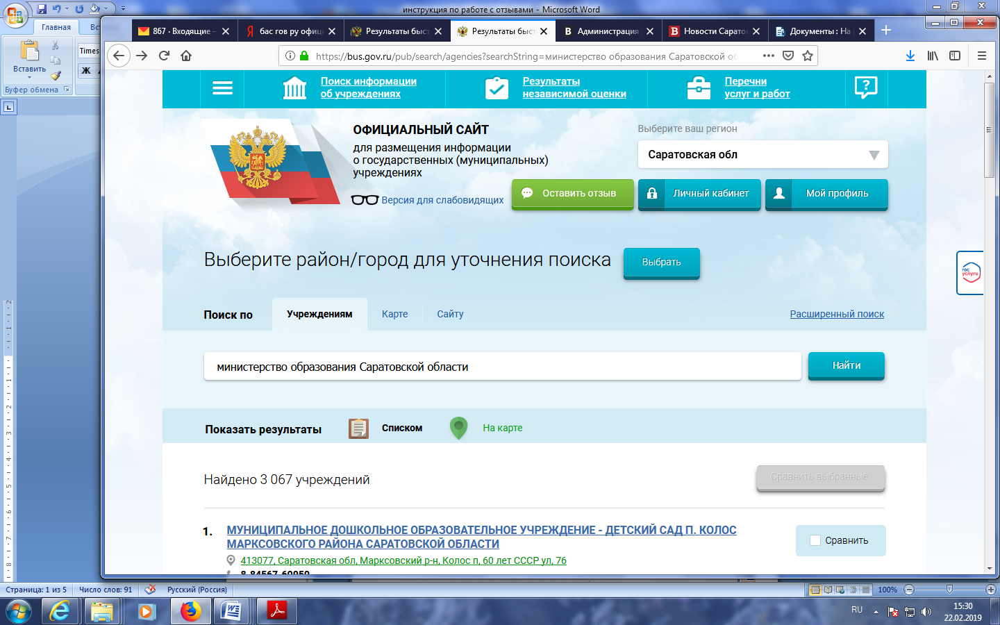 инструкция по работе с отзывами - Microsoft Word
Главная
Вс
Вставить
Буфер обмена
Times
Ж
867 · Входящие —
бас гов ру офиц
Результаты быст
Результаты быст
Администрация
Новости Сарато
Документы : На р
https://bus.gov.ru/pub/search/agencies?searchString=министерство образования Саратовской об
Поиск информации
об учреждениях
Результаты
независимой оценки
Перечни
услуг и работ
ОФИЦИАЛЬНЫЙ САЙТ
для размещения информации
о государственных (муниципальных)
учреждениях
Версия для слабовидящих
Выберите ваш регион
Саратовская обл
Оставить отзыв
Личный кабинет
Мой профиль
Выберите район/город для уточнения поиска
Выбрать
гос
услуги
Поиск по
Учреждениям
Карте
Сайту
Расширенный поиск
министерство образования Саратовской области
Найти
Показать результаты
Списком
На карте
Найдено 3 067 учреждений
Сравнить выбранные
1.
МУНИЦИПАЛЬНОЕ ДОШКОЛЬНОЕ ОБРАЗОВАТЕЛЬНОЕ УЧРЕЖДЕНИЕ - ДЕТСКИЙ САД П. КОЛОС
МАРКСОВСКОГО РАЙОНА САРАТОВСКОЙ ОБЛАСТИ
Сравнить
413077, Саратовская обл, Марксовский р-н, Колос п, 60 лет СССР ул, 76
8-84567-60950
Страница: 1 из 5
Число слов: 91
Русский (Россия)
100%
RU
15:30
22.02.2019